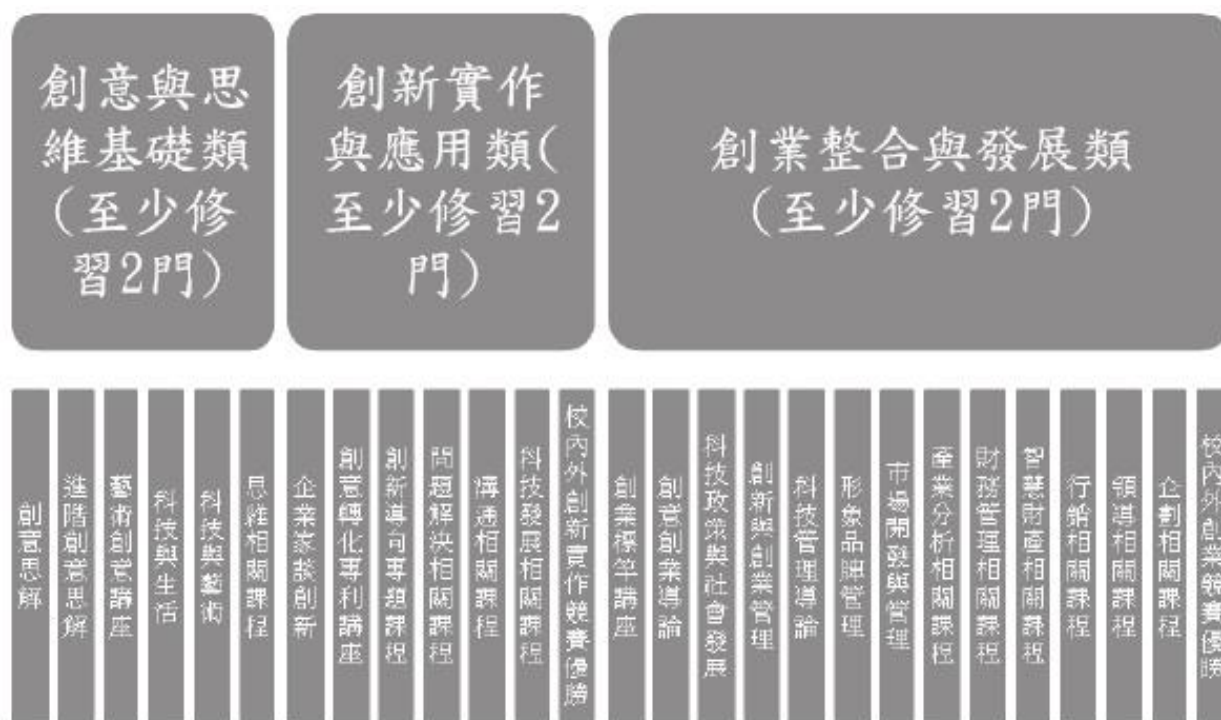 創意與思
維基礎類
(至少修
習2門)
創新實作
與應用類(
至少修習2
門)
創業整合與發展類
(至少修習2門)
創意思解
進階創意思解
藝術創意講座
科技與生活
科技與藝術
思維相關課程
企業家談創新
創意轉化專利講座
創新導向專題課程
問題解決相關課程
溝通相關課程
科技發展相關課程
校內外創新實作競賽優勝
創業標竿講座
創意創業導論
科技政策與社會發展
創新與創業管理
科技管理導論
形象品牌管理
市場開發與管理
產業分析相關課程
財務管理相關課程
智慧財產相關課程
行銷相關課程
領導相關課程
企劃相關課程
校內外創業競賽優勝